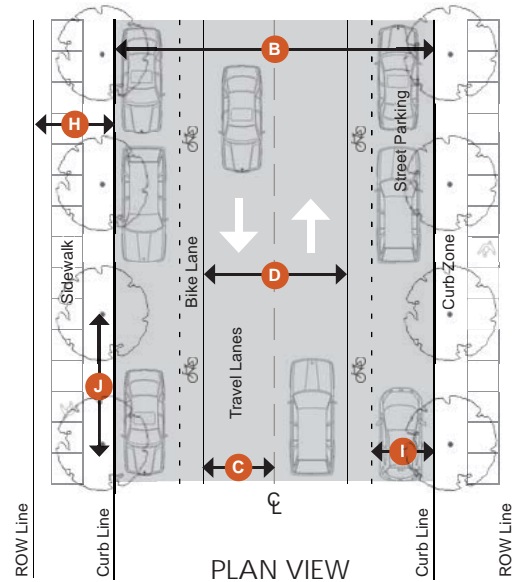 B
H
Street Parking
Sidewalk
Bike Lane
D
Curb Zone
J
Travel Lanes
C
I
ROW Line
Curb Line
℄
Curb Line
ROW Line
PLAN VIEW